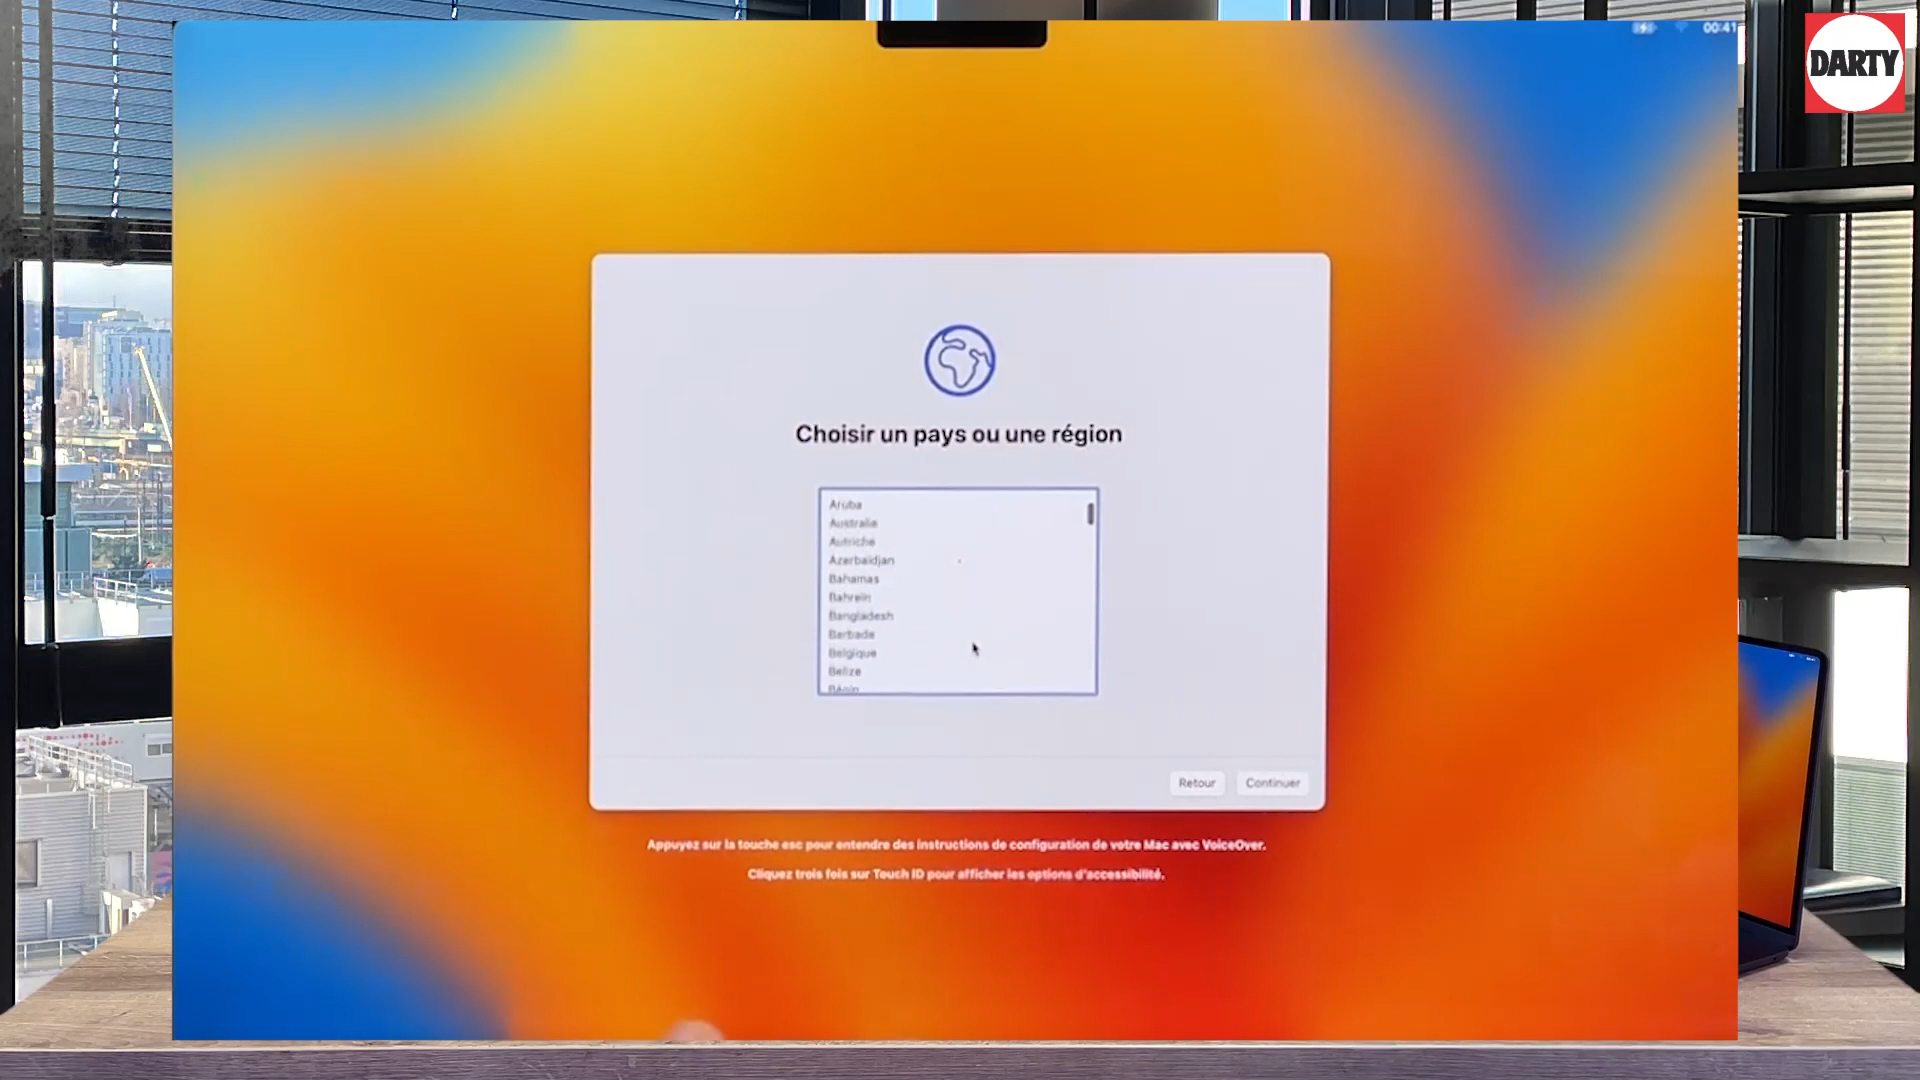 00:41
DARTY
Choisir un pays ou une région
Aruba
Australie
Autriche
Azerbaïdjan
Bahamas
Bahreïn
Bangladesh
Barbade
Belgique
Belize
Bénin
Retour
Continuer
Appuyez sur la touche esc pour entendre des instructions de configuration de votre Mac avec VoiceOver.
Cliquez trois fois sur Touch ID pour afficher les options d'accessibilité.